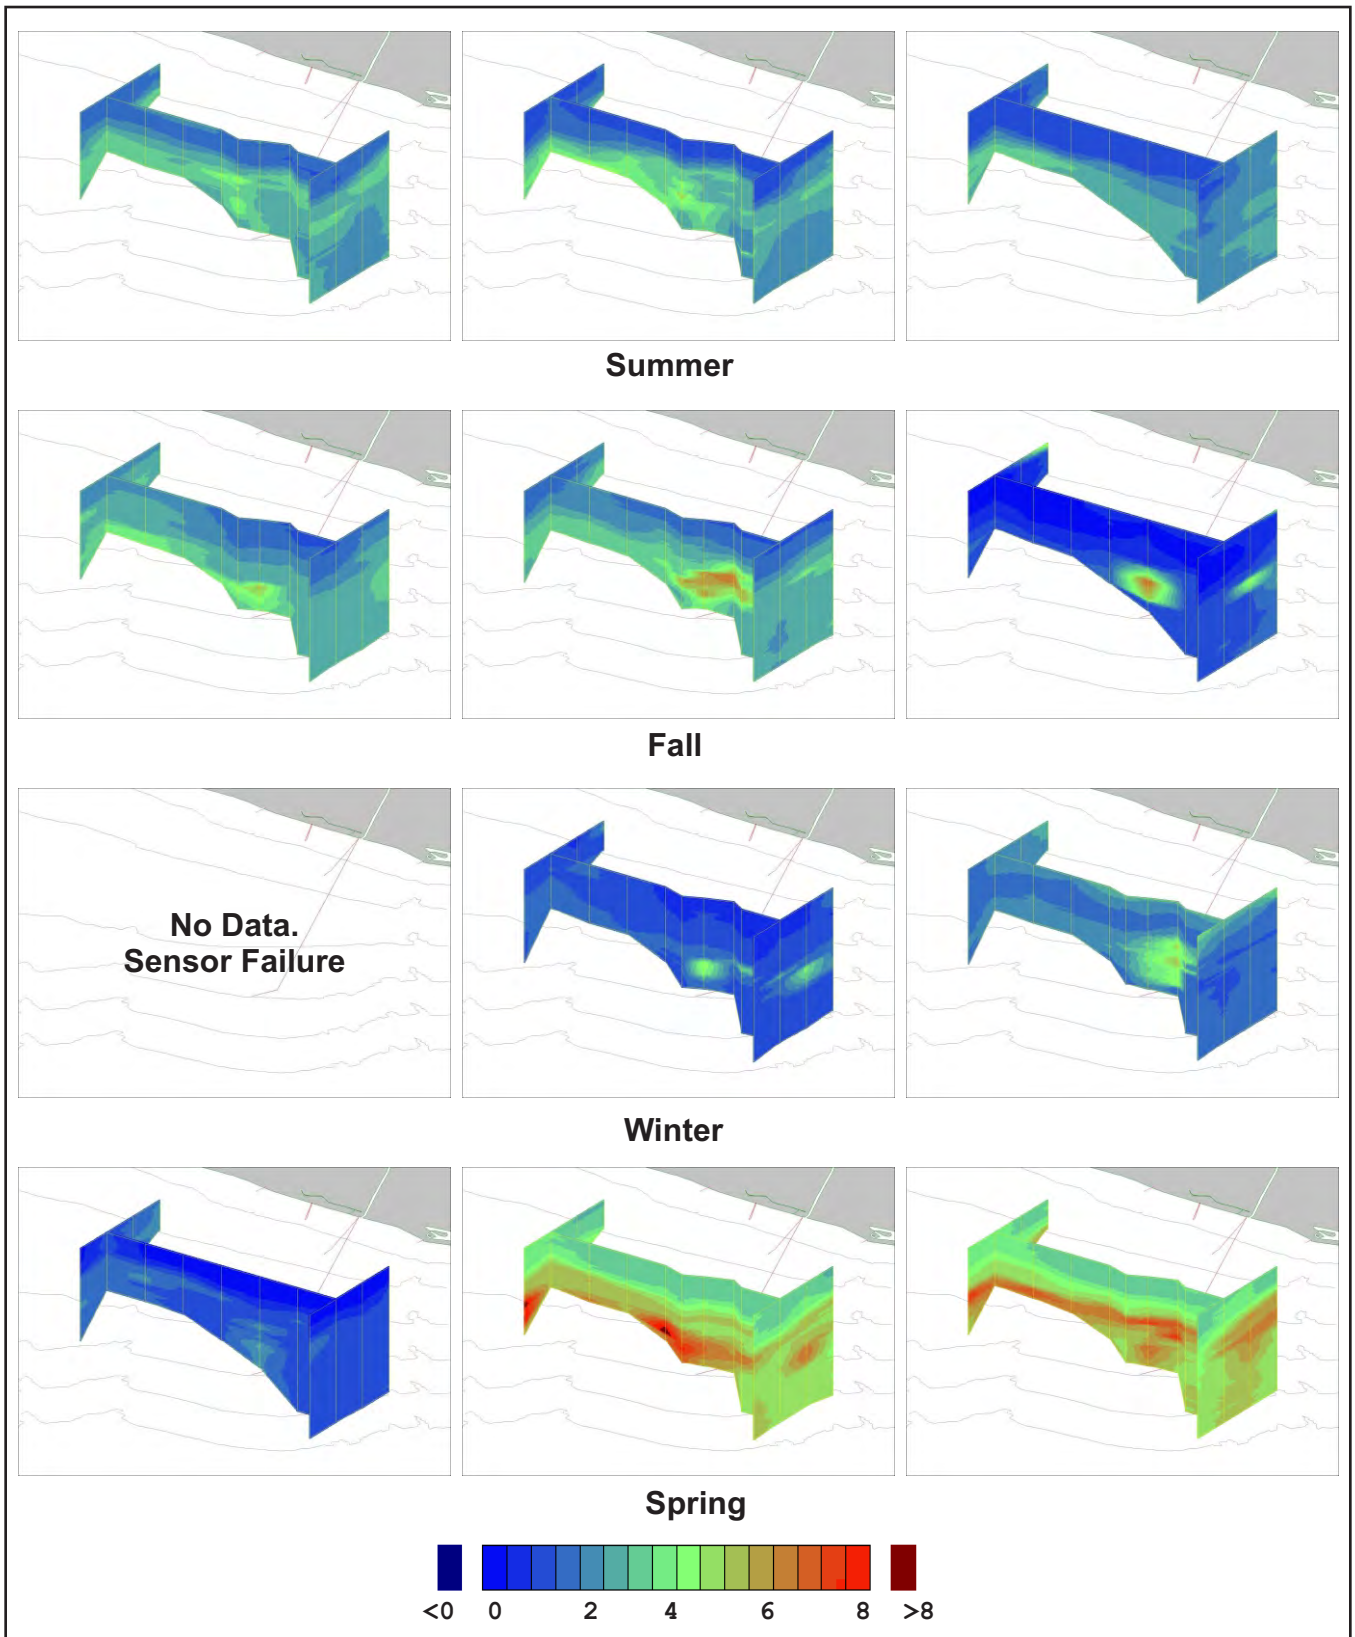 Summer
Fall
No Data.
Sensor Failure
Winter
Spring
<0 0 2 4 6 8 >8